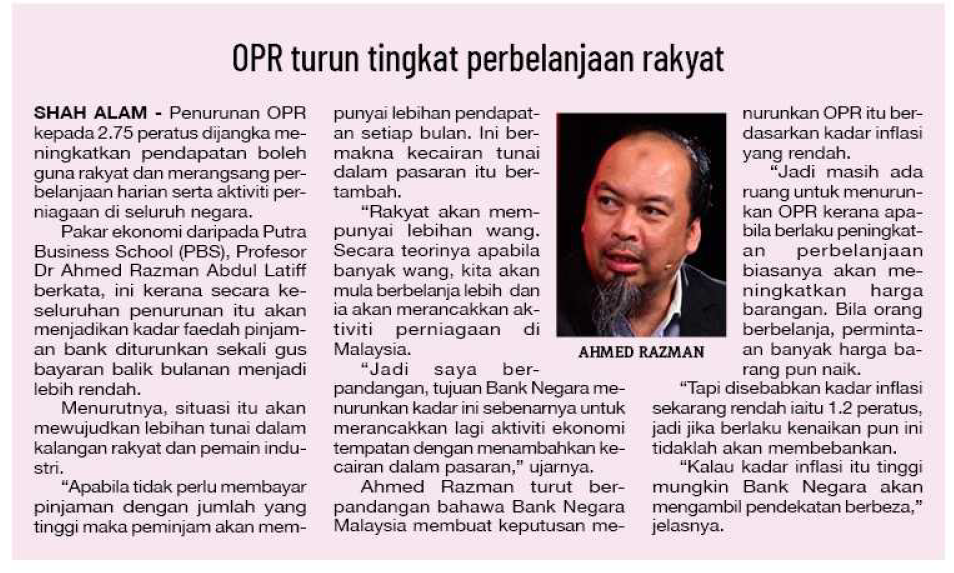 OPR turun tingkat perbelanjaan rakyat
SHAH ALAM - Penurunan OPR
kepada 2.75 peratus dijangka me-
ningkatkan pendapatan boleh
guna rakyat dan merangsang per-
belanjaan harian serta aktiviti per-
niagaan di seluruh negara.
Pakar ekonomi daripada Putra
Business School (PBS), Profesor
Dr Ahmed Razman Abdul Latiff
berkata, ini kerana secara ke-
seluruhan penurunan itu akan
menjadikan kadar faedah pinjam-
an bank diturunkan sekali gus
bayaran balik bulanan menjadi
lebih rendah.
Menurutnya, situasi itu akan
mewujudkan lebihan tunai dalam
kalangan rakyat dan pemain indu-
stri.
“Apabila tidak perlu membayar
pinjaman dengan jumlah yang
tinggi maka peminjam akan mem-
punyai lebihan pendapat-
an setiap bulan. Ini ber-
makna kecairan tunai
dalam pasaran itu ber-
tambah.
“Rakyat akan mem-
punyai lebihan wang.
Secara teorinya apabila
banyak wang, kita akan
mula berbelanja lebih dan
ia akan merancakkan ak-
tiviti perniagaan di
Malaysia.
“Jadi saya ber-
pandangan, tujuan Bank Negara me-
nurunkan kadar ini sebenarnya untuk
merancakkan lagi aktiviti ekonomi
tempatan dengan menambahkan ke-
cairan dalam pasaran,” ujarnya.
Ahmed Razman turut ber-
pandangan bahawa Bank Negara
Malaysia membuat keputusan me-
AHMED RAZMAN
nurunkan OPR itu ber-
dasarkan kadar inflasi
yang rendah.
“Jadi masih ada
ruang untuk menurun-
kan OPR kerana apa-
bila berlaku peningkat-
an perbelanjaan
biasanya akan me-
ningkatkan harga
barangan. Bila orang
berbelanja, perminta-
an banyak harga ba-
rang pun naik.
“Tapi disebabkan kadar inflasi
sekarang rendah iaitu 1.2 peratus,
jadi jika berlaku kenaikan pun ini
tidaklah akan membebankan.
“Kalau kadar inflasi itu tinggi
mungkin Bank Negara akan
mengambil pendekatan berbeza,”
jelasnya.